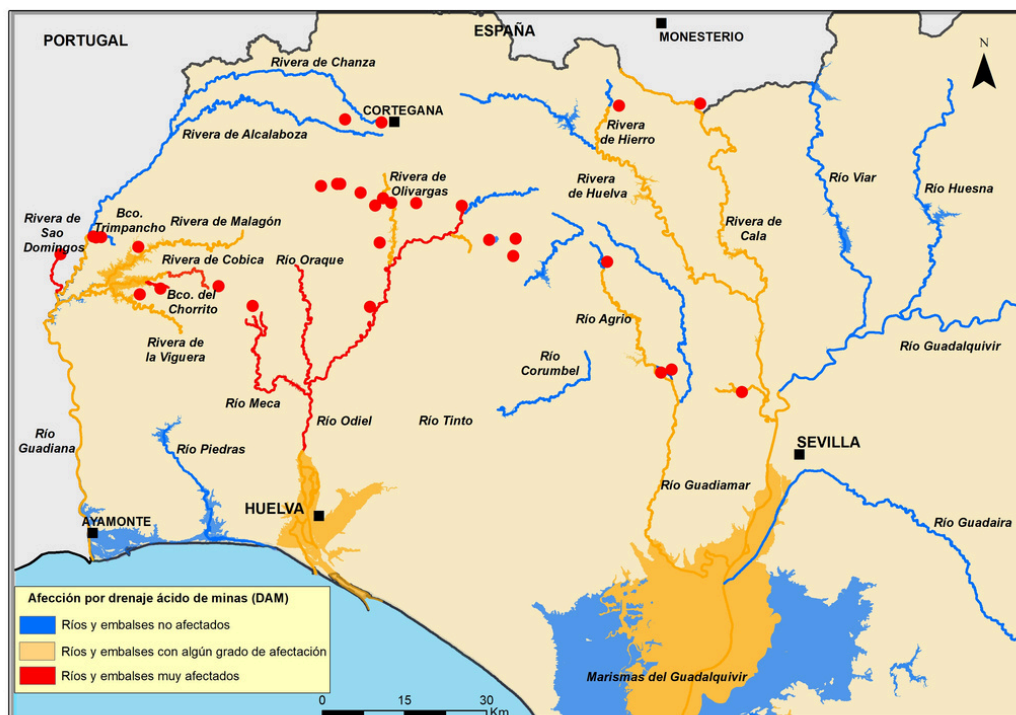 PORTUGAL
ESPAÑA
MONESTERIO
N
Rivera de Chanza
CORTEGANA
Rivera de Alcalaboza
Rivera
de Hierro
Rivera de
Olivargas
Rivera
de Huelva
Río Viar
Río Huesna
Rivera de
Sao
Domingos
Bco.
Trimpancho
Rivera de Malagón
Rivera de
Cala
Rivera de Cobica
Río Oraque
Bco. del
Chorrito
Río Agrio
Rivera de
la Viguera
Río
Corumbel
Río Guadalquivir
Río Meca
Río Odiel
Río Tinto
Río
Guadiana
Río Piedras
SEVILLA
Río Guadiamar
HUELVA
AYAMONTE
Río Guadaira
Afección por drenaje ácido de minas (DAM)
Ríos y embalses no afectados
Ríos y embalses con algún grado de afectación
Ríos y embalses muy afectados
Marismas del Guadalquivir
0 15 30
Km